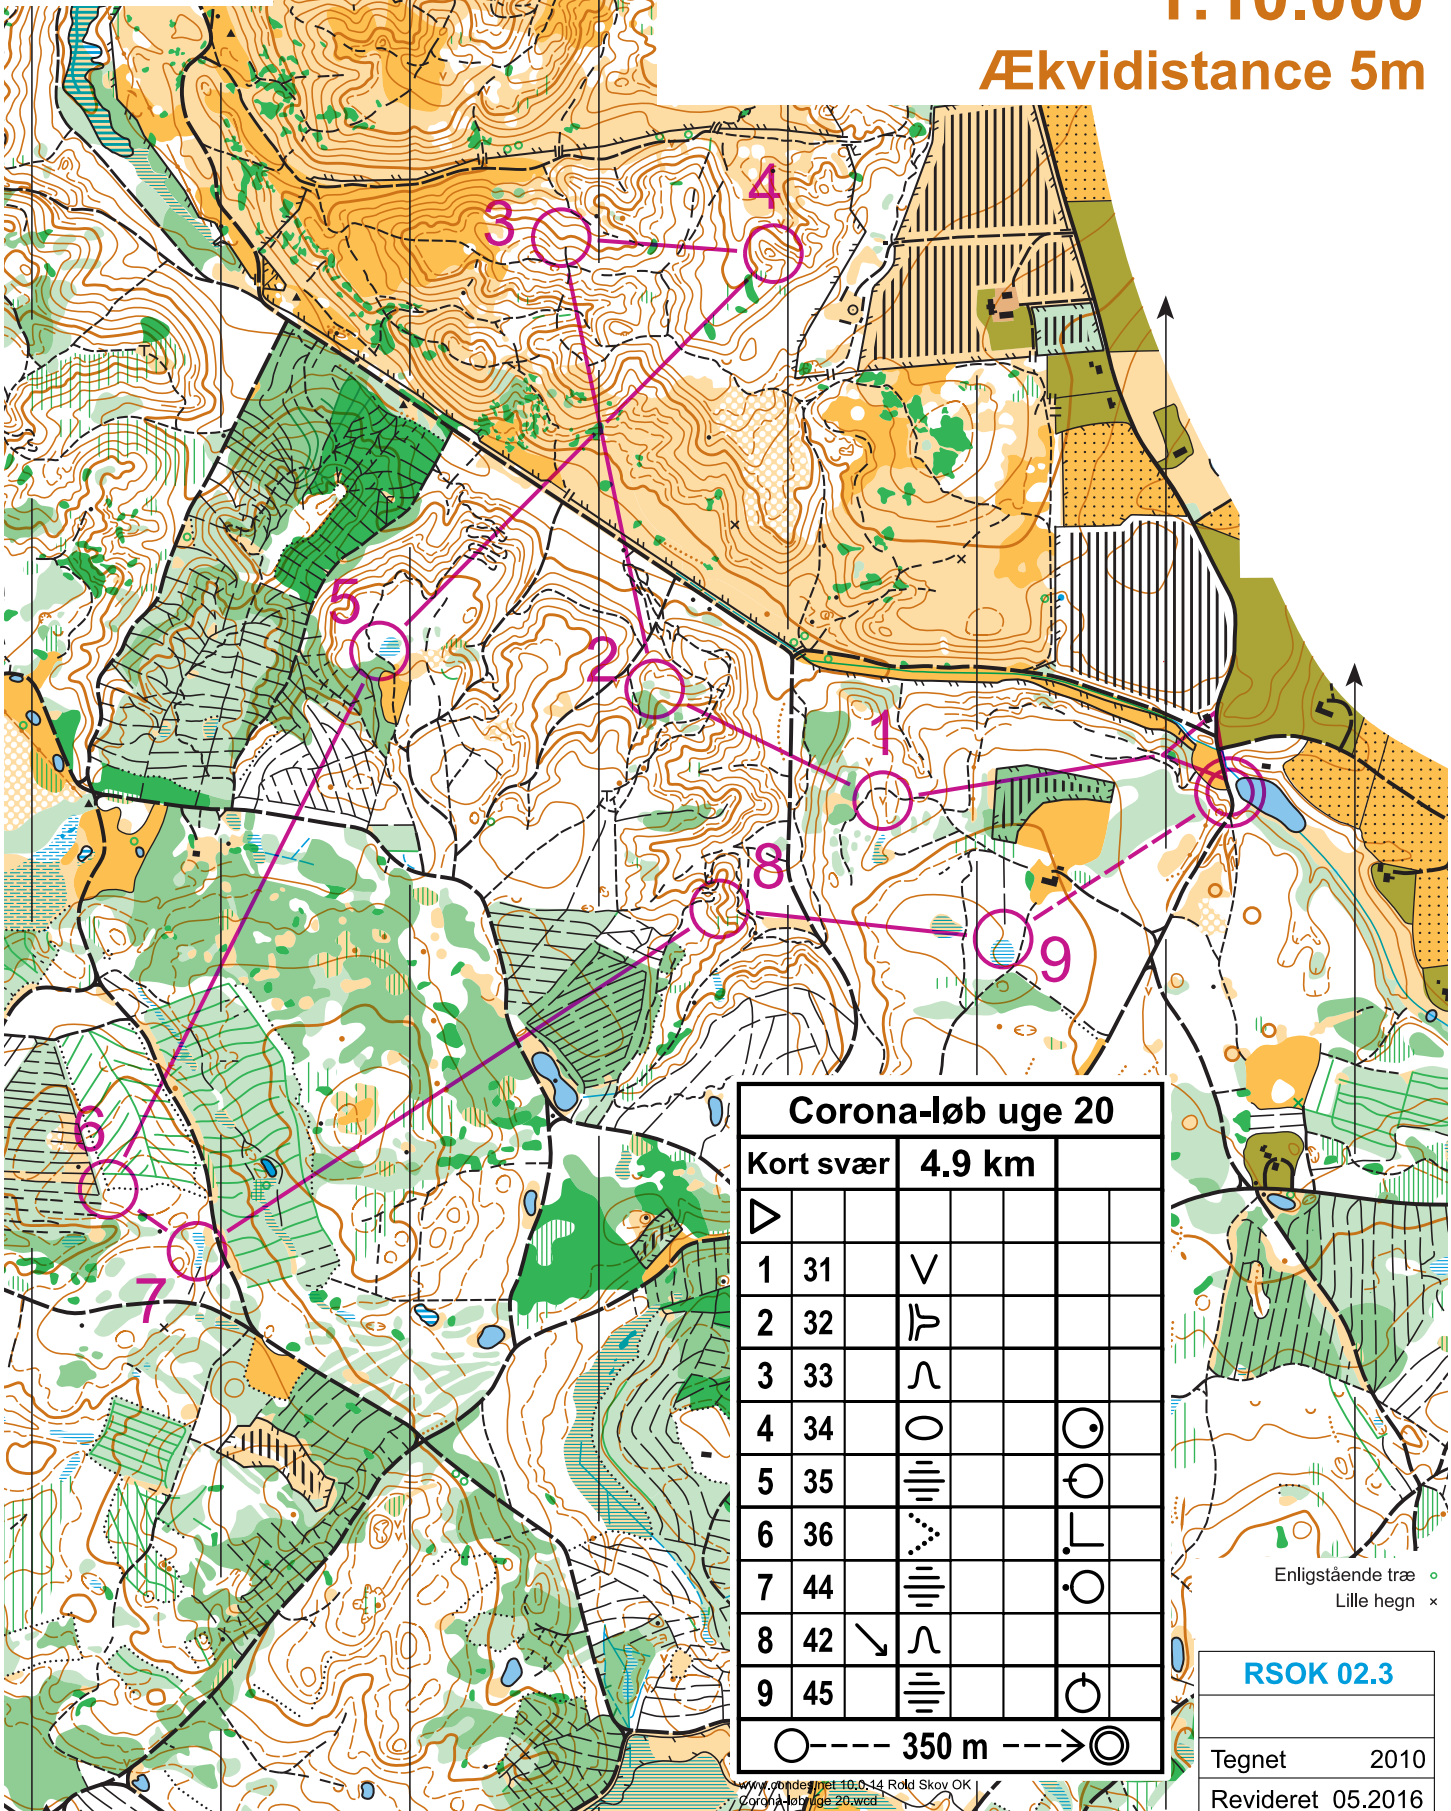 1:10.000
Ækvidistance 5m
4
3
5
2
1
8
9
6
7
Corona-løb uge 20
Kort svær 4.9 km
1 31
2 32
3 33
4 34
5 35
6 36
7 44
8 42
9 45
350 m
www.condes.net 10.0.14 Rold Skov OK
Corona-løb uge 20.wcd
Enligstående træ
Lille hegn
RSOK 02.3
Tegnet 2010
Revideret 05.2016